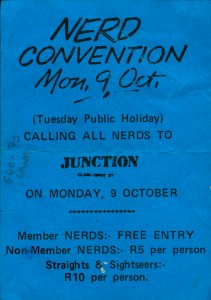 NERD
CONVENTION
Mon, 9 Oct.
(Tuesday Public Holiday)
CALLING ALL NERDS TO
JUNCTION
ON MONDAY, 9 OCTOBER
******************
Member NERDS:- FREE ENTRY
Non-Member NERDS:- R5 per person
Straights & Sightseers:-
R10 per person.